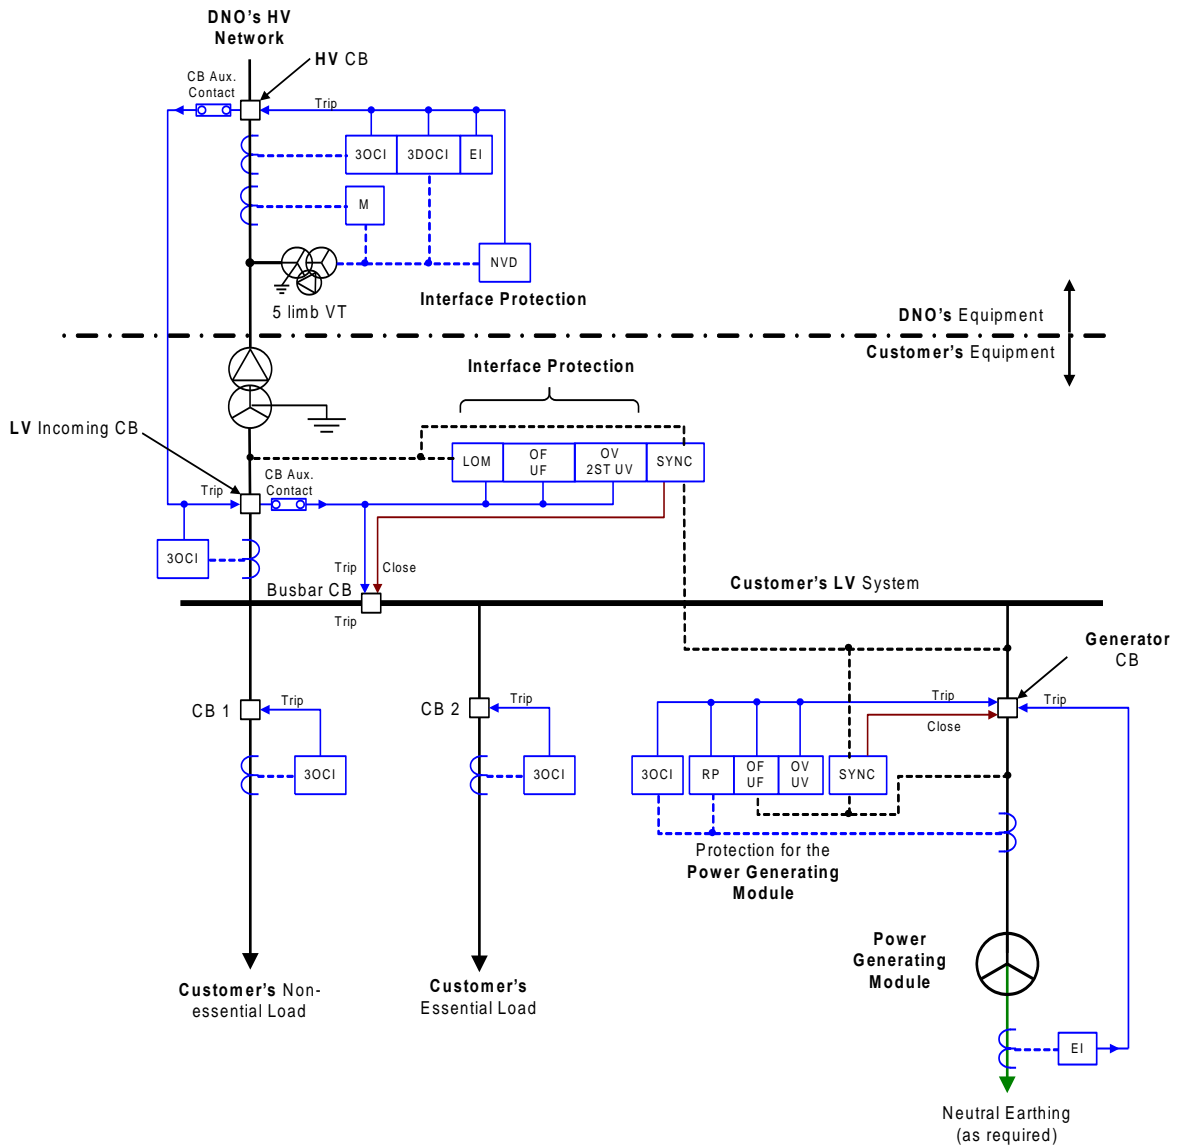 DNO's HV
Network
HV CB
CB Aux.
Contact
Trip
3OCI
3DOCI
EI
M
NVD
5 limb VT
Interface Protection
DNO's Equipment
Customer's Equipment
Interface Protection
LV Incoming CB
LOM
OF
UF
OV
2ST UV
SYNC
CB Aux.
Contact
Trip
3OCI
Trip
Close
Busbar CB
Trip
Customer's LV System
Generator
CB
CB 1
Trip
3OCI
CB 2
Trip
3OCI
Trip
Close
Trip
3OCI
RP
OF
UF
OV
UV
SYNC
Protection for the
Power Generating
Module
Power
Generating
Module
Customer's Non-
essential Load
Customer's
Essential Load
EI
Neutral Earthing
(as required)